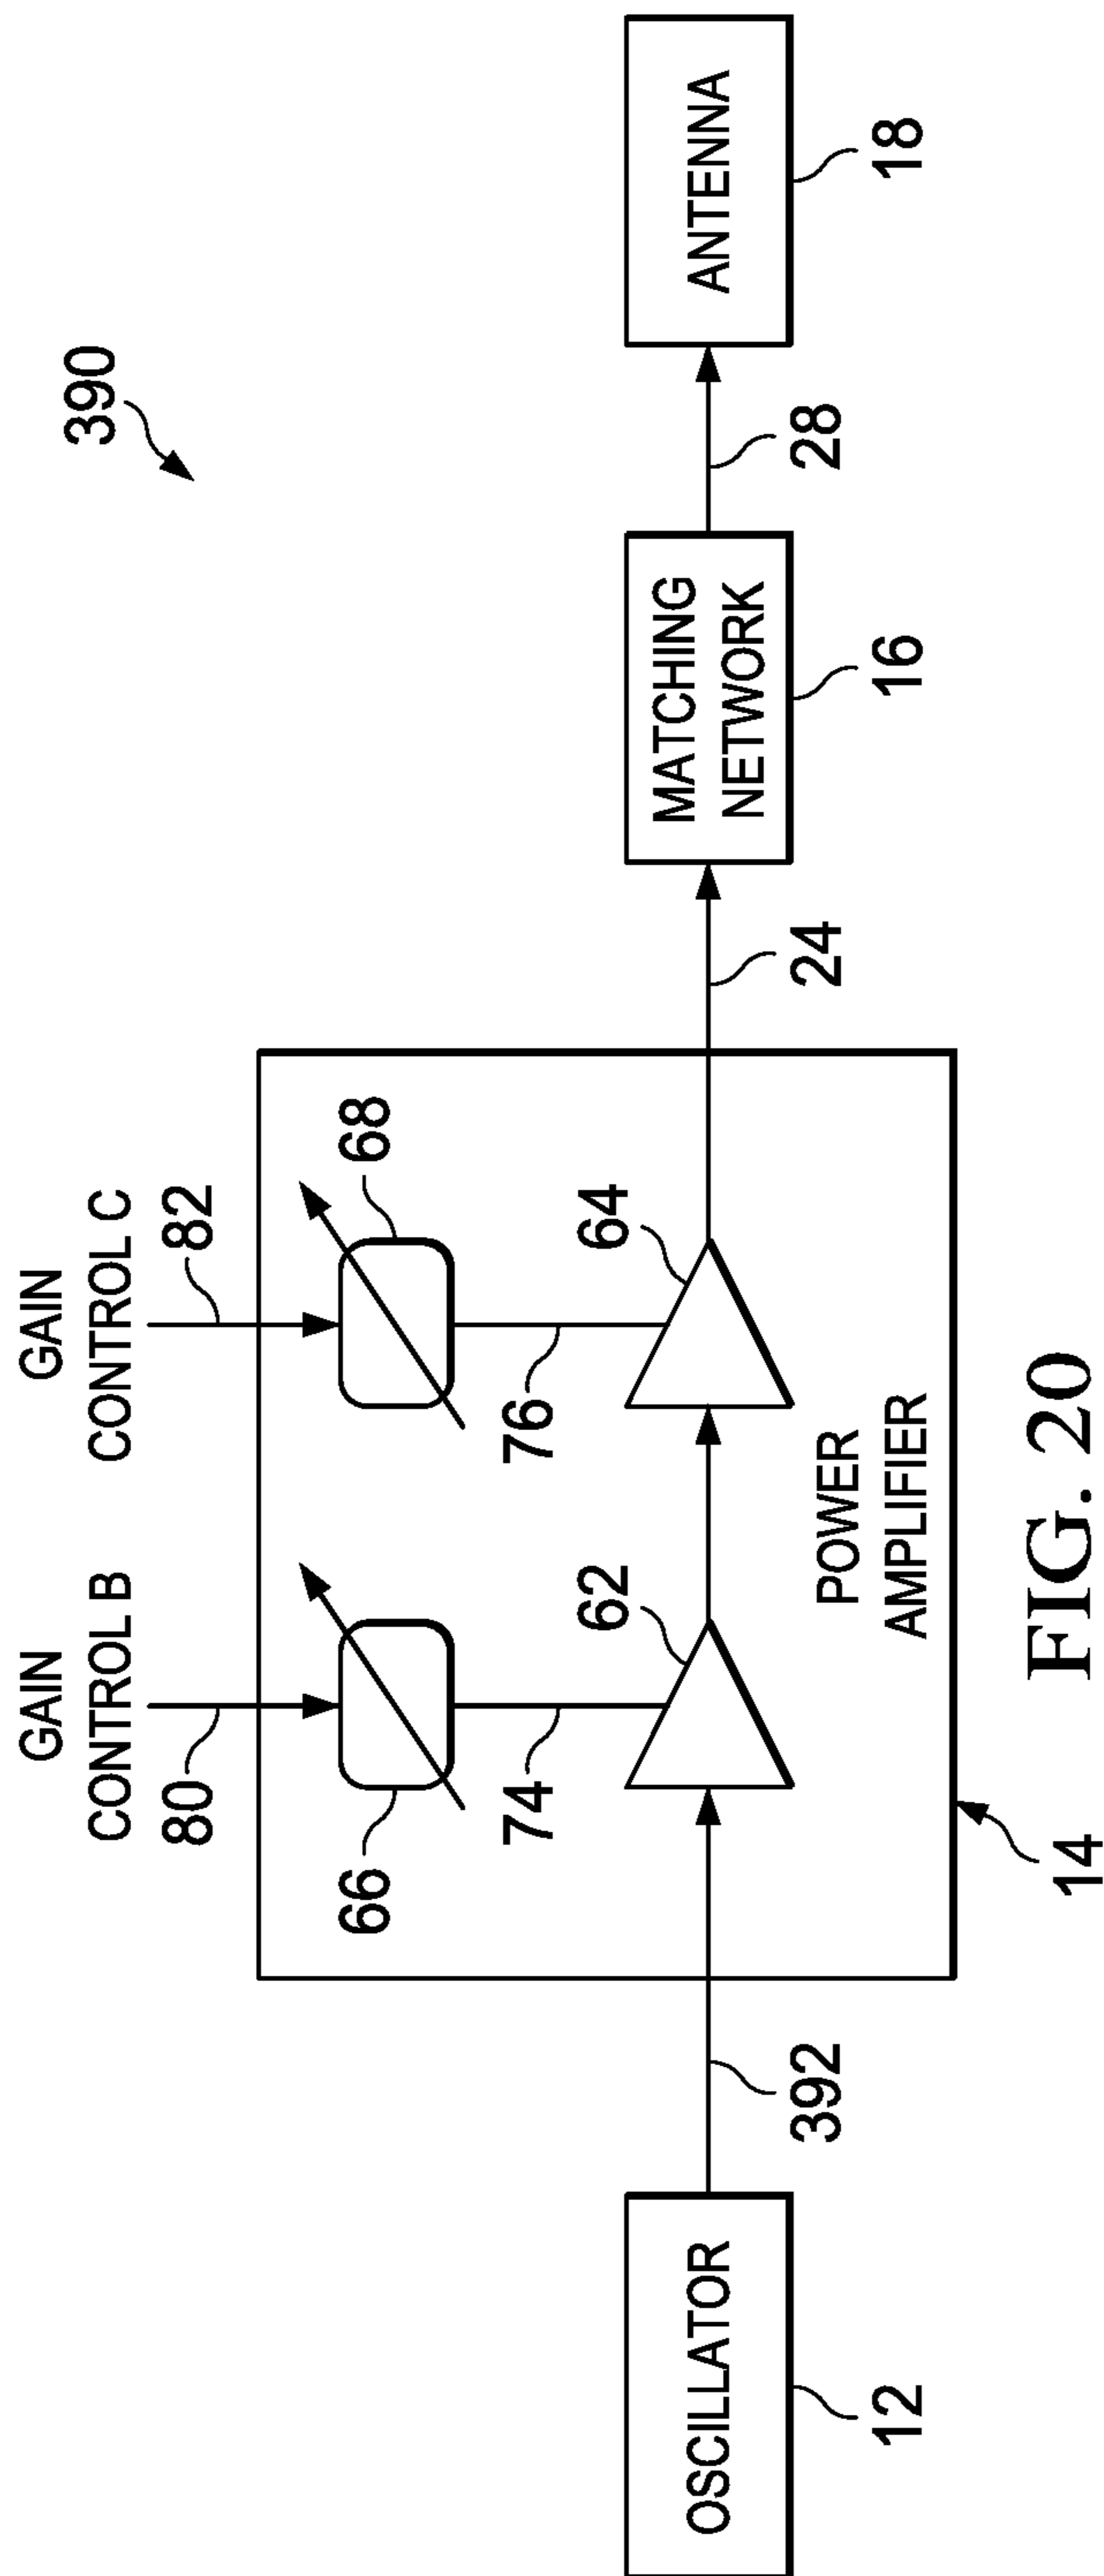 390
GAIN
CONTROL B
80
GAIN
CONTROL C
82
66
68
74
76
62
64
POWER
AMPLIFIER
14
OSCILLATOR
12
392
24
MATCHING
NETWORK
16
28
ANTENNA
18
FIG. 20